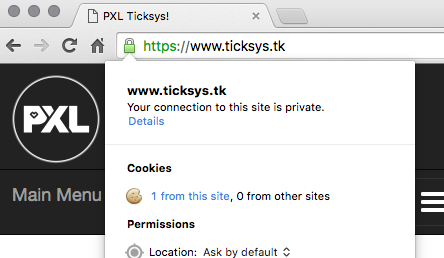 PXL Ticksys!
https://www.ticksys.tk
www.ticksys.tk
Your connection to this site is private.
Details
PXL
Cookies
Main Menu
1 from this site, 0 from other sites
Permissions
Location: Ask by default